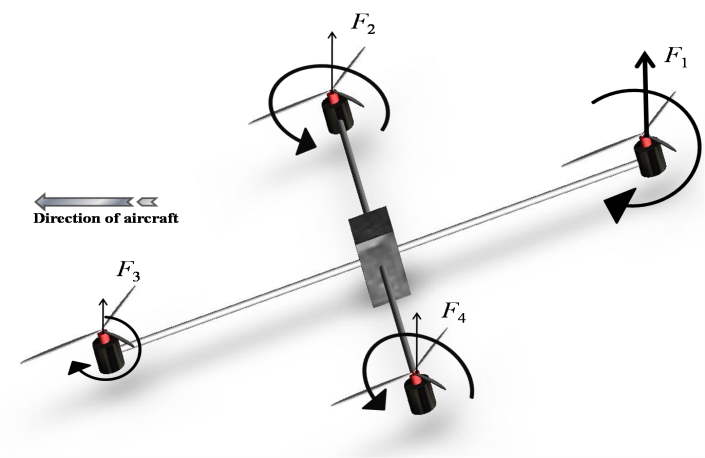 F₂
F₁
Direction of aircraft
F₃
F₄